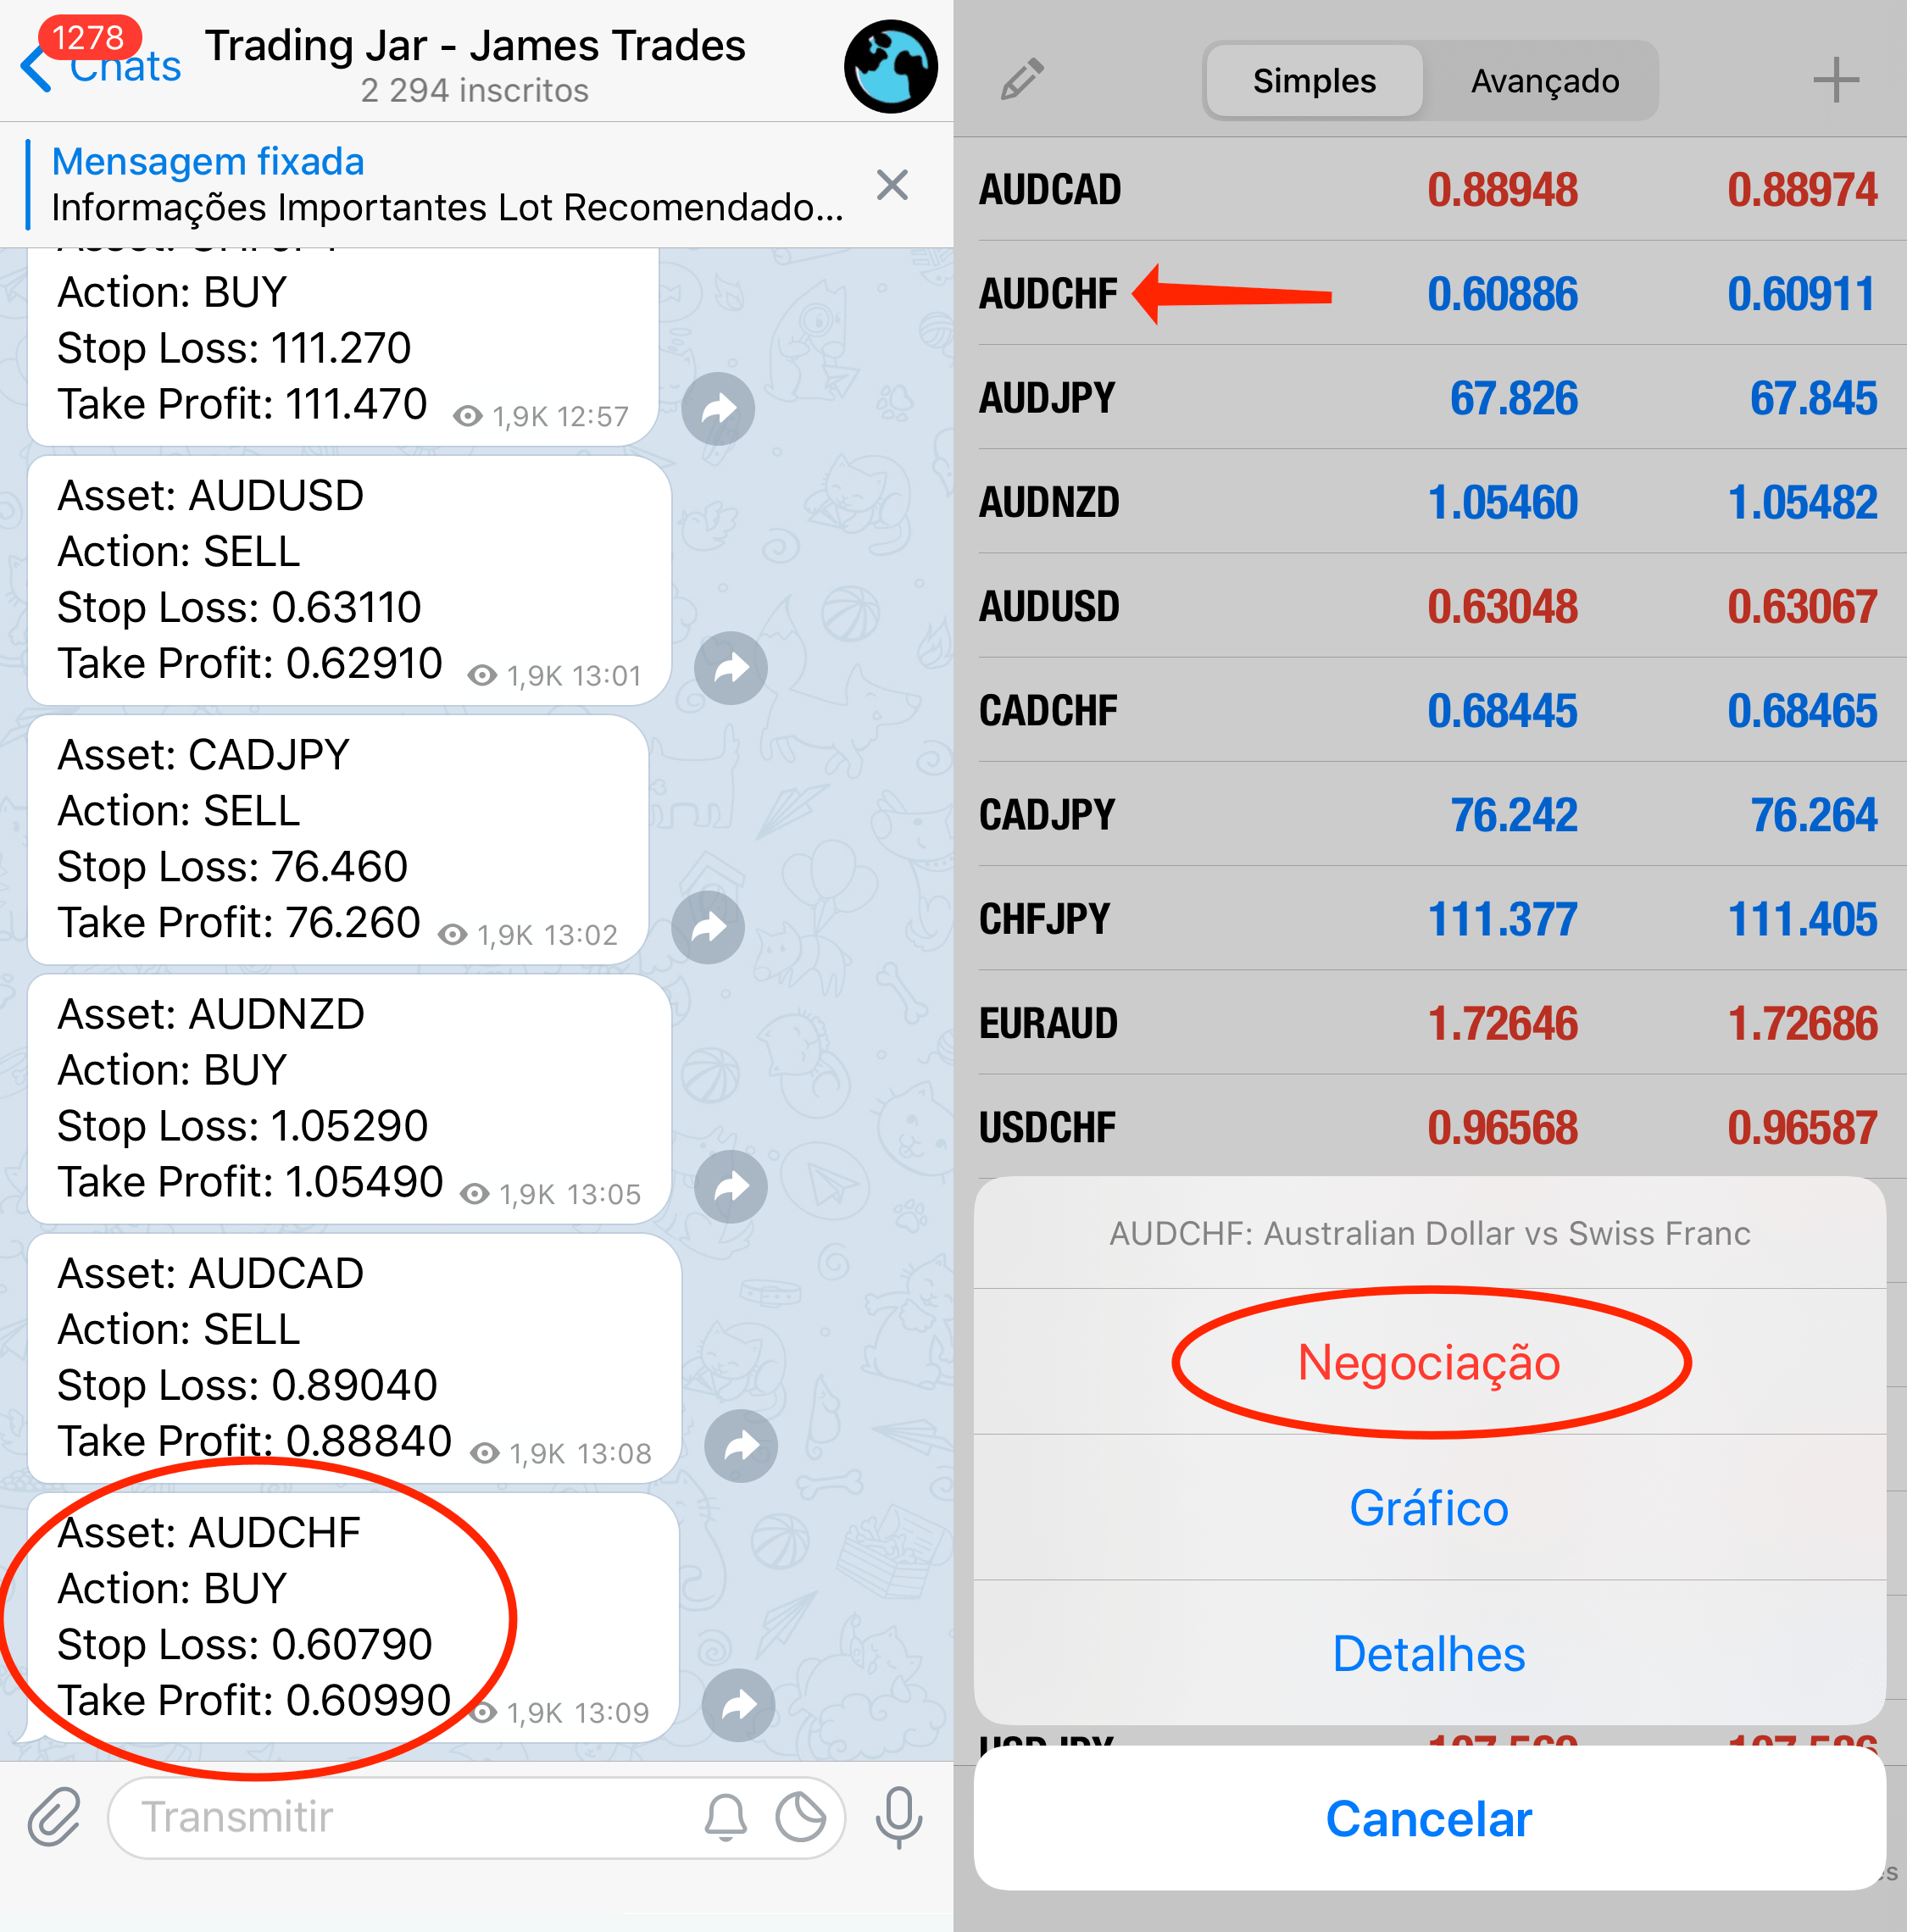 1278
Chats
Trading Jar - James Trades
2 294 inscritos
Mensagem fixada
Informações Importantes Lot Recomendado...
Action: BUY
Stop Loss: 111.270
Take Profit: 111.470
1,9K 12:57
Asset: AUDUSD
Action: SELL
Stop Loss: 0.63110
Take Profit: 0.62910
1,9K 13:01
Asset: CADJPY
Action: SELL
Stop Loss: 76.460
Take Profit: 76.260
1,9K 13:02
Asset: AUDNZD
Action: BUY
Stop Loss: 1.05290
Take Profit: 1.05490
1,9K 13:05
Asset: AUDCAD
Action: SELL
Stop Loss: 0.89040
Take Profit: 0.88840
1,9K 13:08
Asset: AUDCHF
Action: BUY
Stop Loss: 0.60790
Take Profit: 0.60990
1,9K 13:09
Transmitir
Simples Avançado
AUDCAD 0.88948 0.88974
AUDCHF 0.60886 0.60911
AUDJPY 67.826 67.845
AUDNZD 1.05460 1.05482
AUDUSD 0.63048 0.63067
CADCHF 0.68445 0.68465
CADJPY 76.242 76.264
CHFJPY 111.377 111.405
EURAUD 1.72646 1.72686
USDCHF 0.96568 0.96587
AUDCHF: Australian Dollar vs Swiss Franc
Negociação
Gráfico
Detalhes
USDJPY
Cancelar